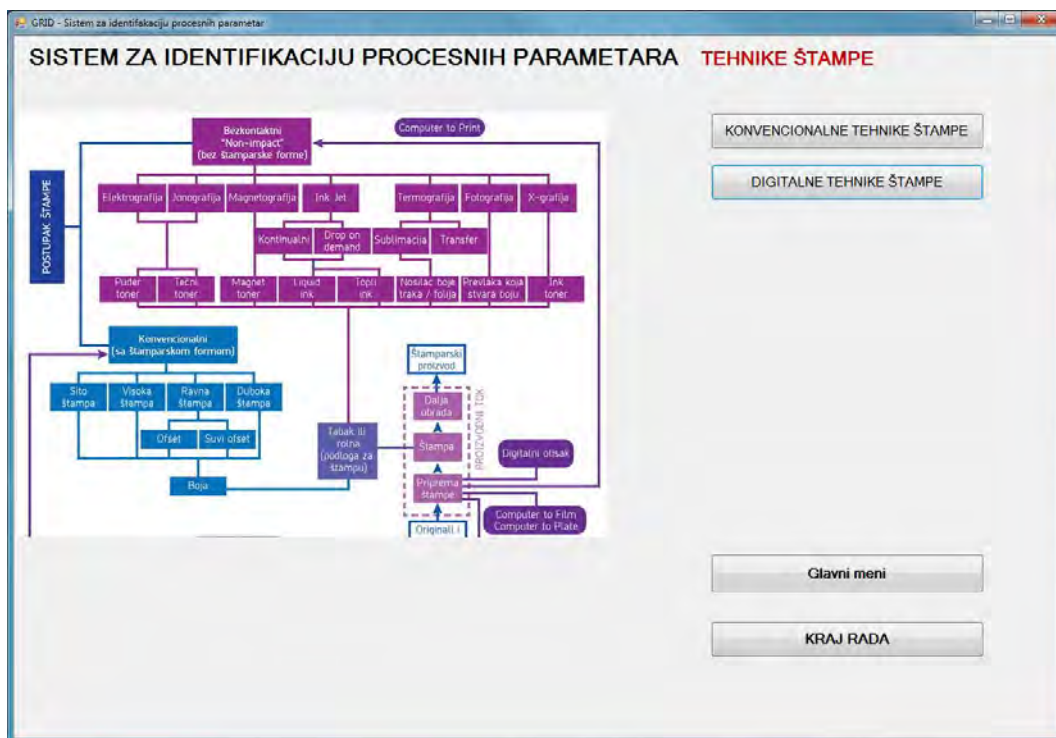 GRID - Sistem za identifakaciju procesnih parametar
SISTEM ZA IDENTIFIKACIJU PROCESNIH PARAMETARA TEHNIKE ŠTAMPE
KONVENCIONALNE TEHNIKE ŠTAMPE
DIGITALNE TEHNIKE ŠTAMPE
Glavni meni
KRAJ RADA
POSTUPAK ŠTAMPE
Bezkontaktni
"Non-impact"
(bez štamparske forme)
Computer to Print
Elektrografija
Jonografija
Magnetografija
Ink Jet
Termografija
Fotografija
X-grafija
Kontinualni
Drop on
demand
Sublimacija
Transfer
Puder
toner
Tečni
toner
Magnet
toner
Liquid
ink
Topli
ink
Nosilac boje
traka / folija
Prevlaka koja
stvara boju
Ink
toner
Konvencionalni
(sa štamparskom formom)
Sito
štampa
Visoka
štampa
Ravna
štampa
Duboka
štampa
Ofset
Suvi ofset
Boja
Tabak ili
rolna
(podloga za
štampu)
Štamparski
proizvod
Dalja
obrada
Štampa
Priprema
štampe
PROIZVODNI TOK
Digitalni otisak
Computer to Film
Computer to Plate
Originali i